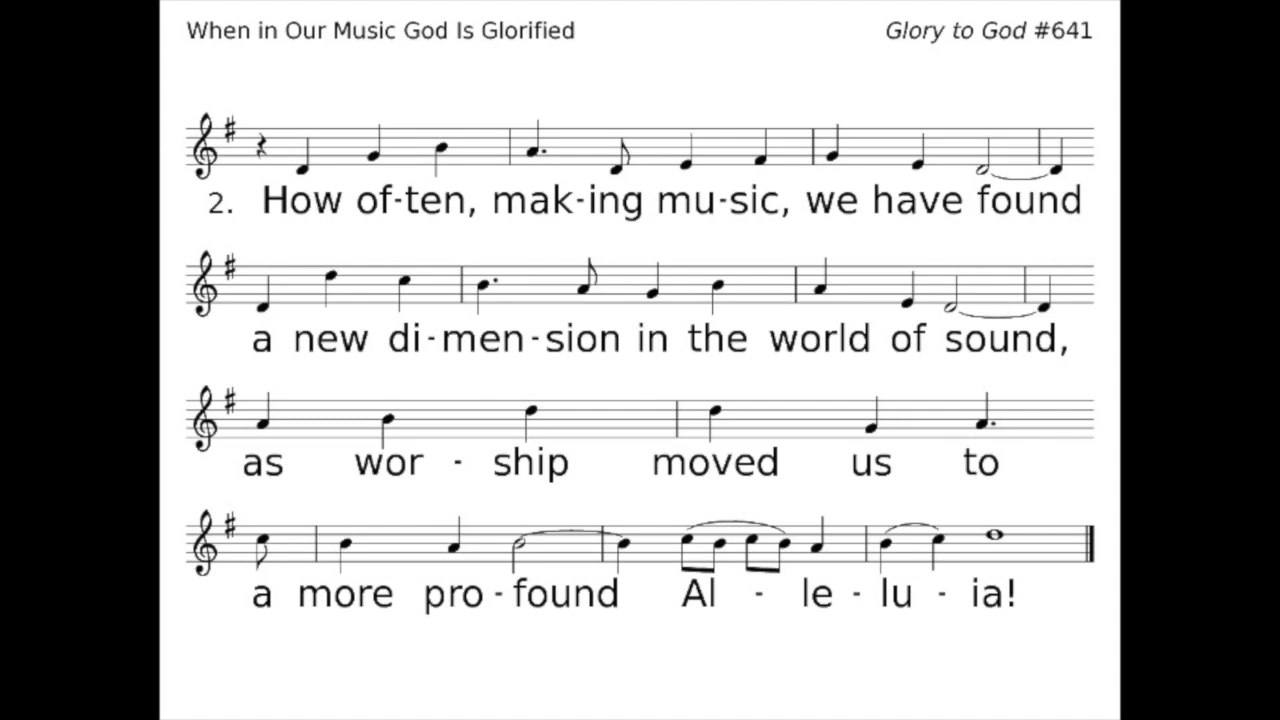 When in Our Music God Is Glorified
Glory to God #641
2. How of-ten, mak-ing mu-sic, we have found
a new di-men-sion in the world of sound,
as wor - ship moved us to
a more pro-found Al - le - lu - ia!